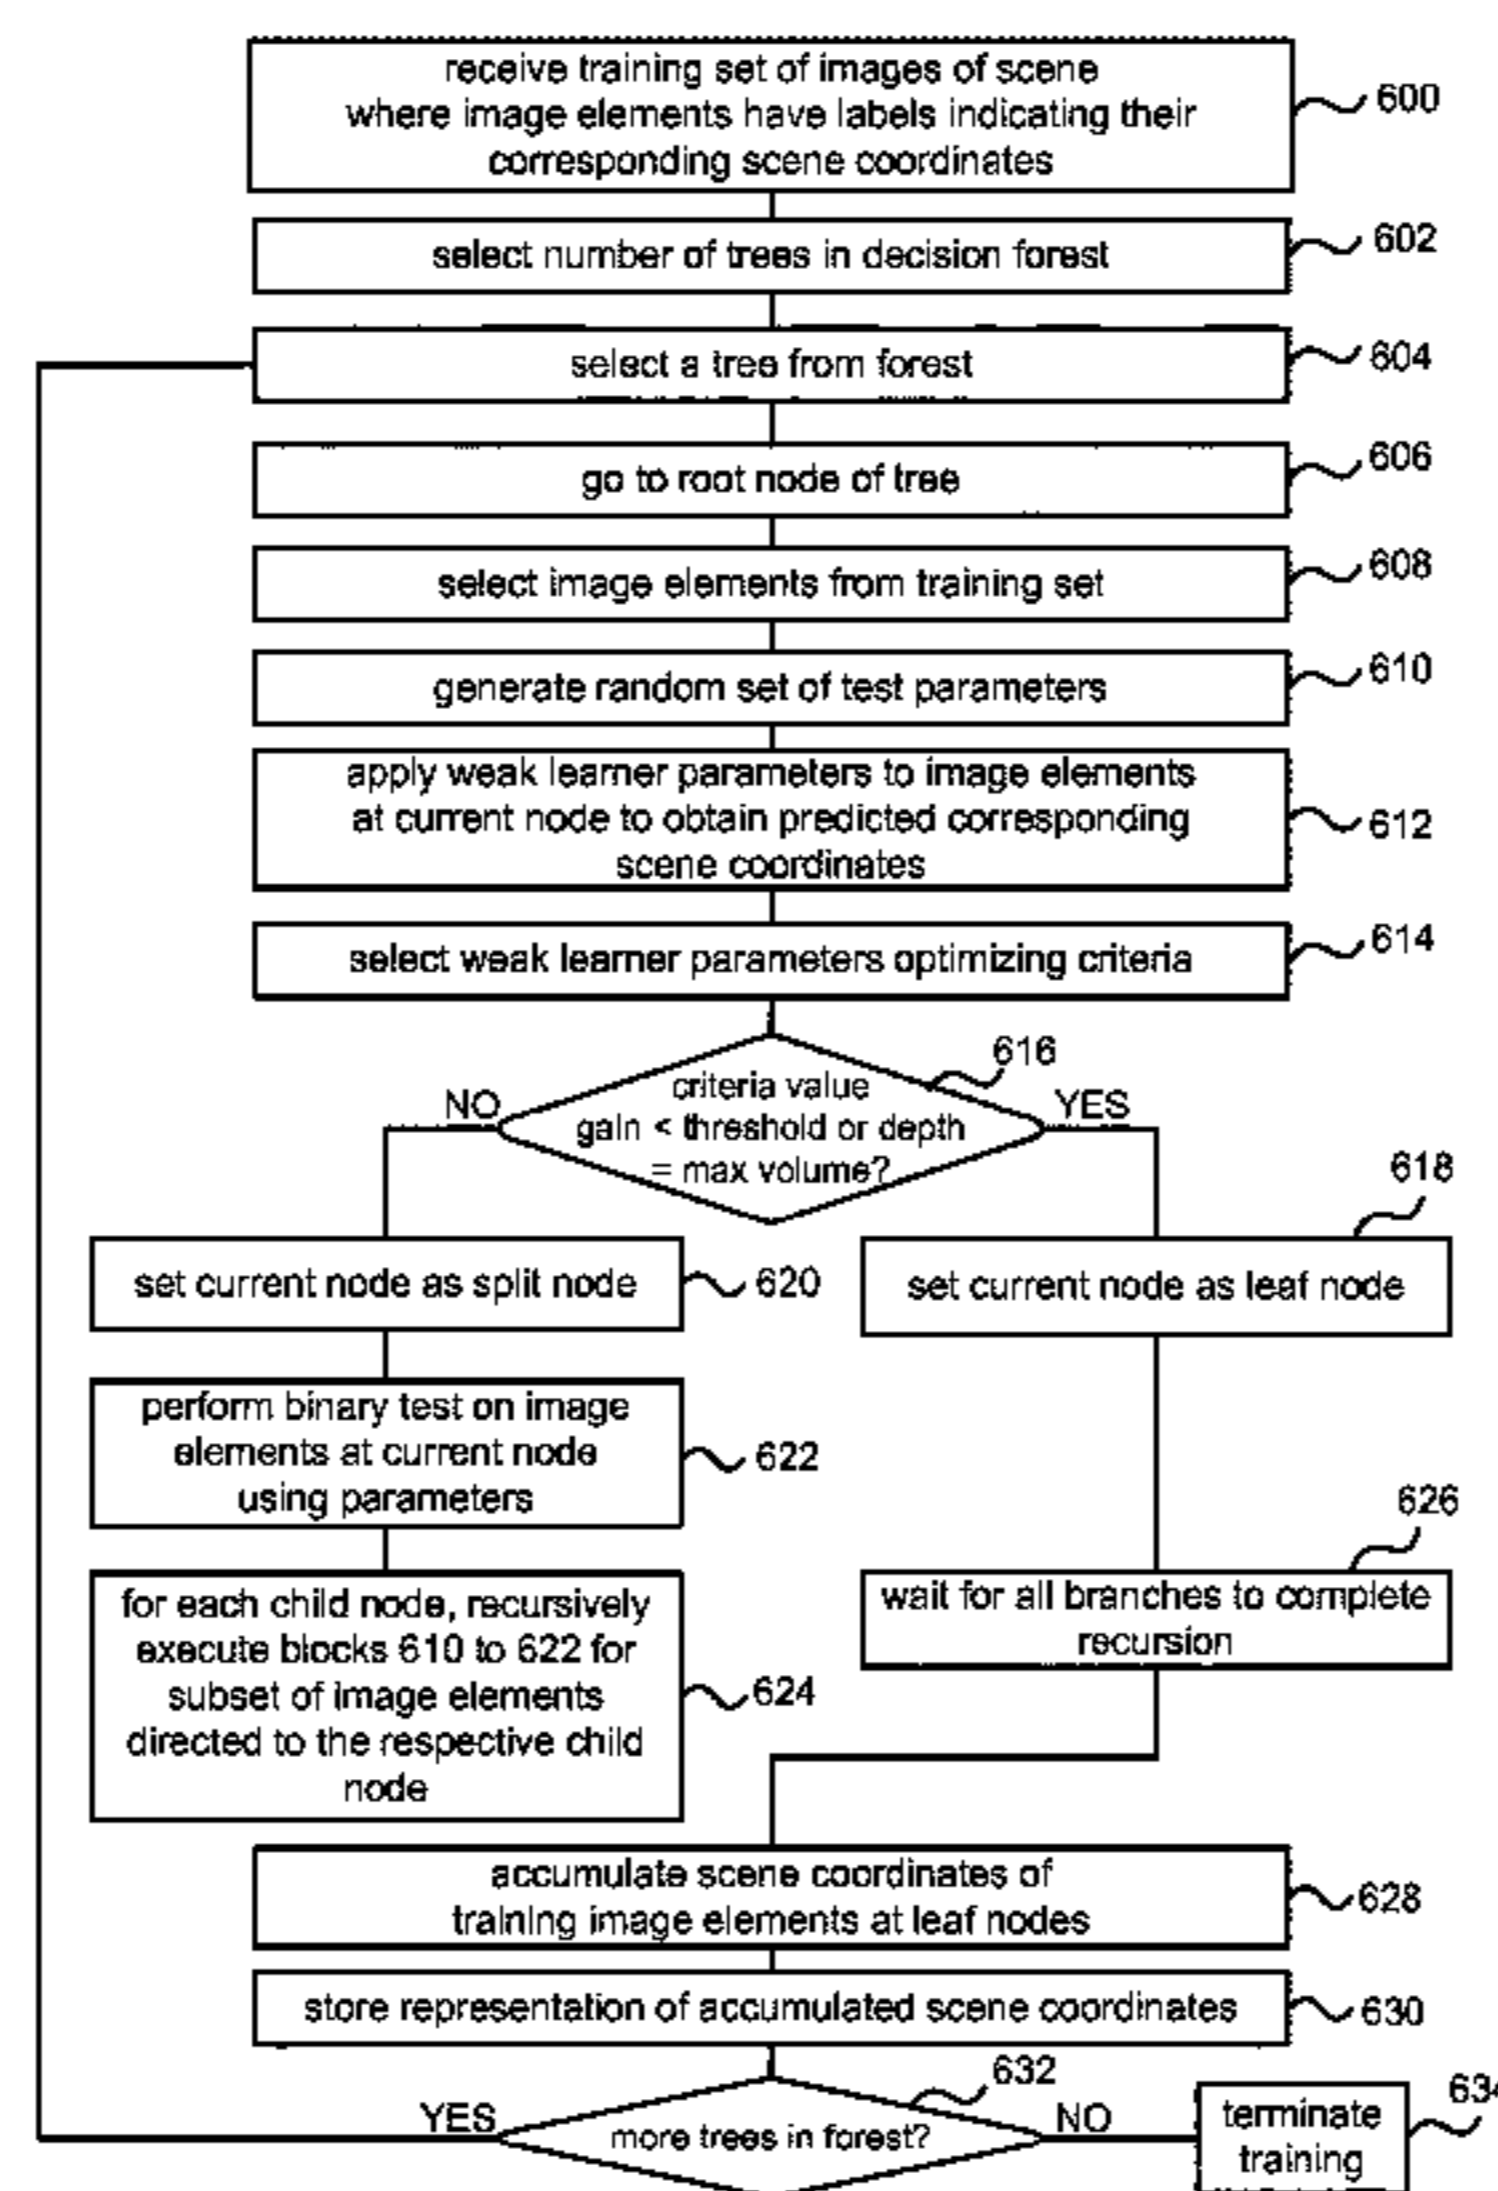 receive training set of images of scene
where image elements have labels indicating their
corresponding scene coordinates
600
select number of trees in decision forest
602
select a tree from forest
604
go to root node of tree
606
select image elements from training set
608
generate random set of test parameters
610
apply weak learner parameters to image elements
at current node to obtain predicted corresponding
scene coordinates
612
select weak learner parameters optimizing criteria
614
616
criteria value
gain < threshold or depth
= max volume?
NO
YES
618
set current node as split node
620
set current node as leaf node
perform binary test on image
elements at current node
using parameters
622
626
wait for all branches to complete
recursion
for each child node, recursively
execute blocks 610 to 622 for
subset of image elements
directed to the respective child
node
624
accumulate scene coordinates of
training image elements at leaf nodes
628
store representation of accumulated scene coordinates
630
632
YES
more trees in forest?
NO
terminate
training
634